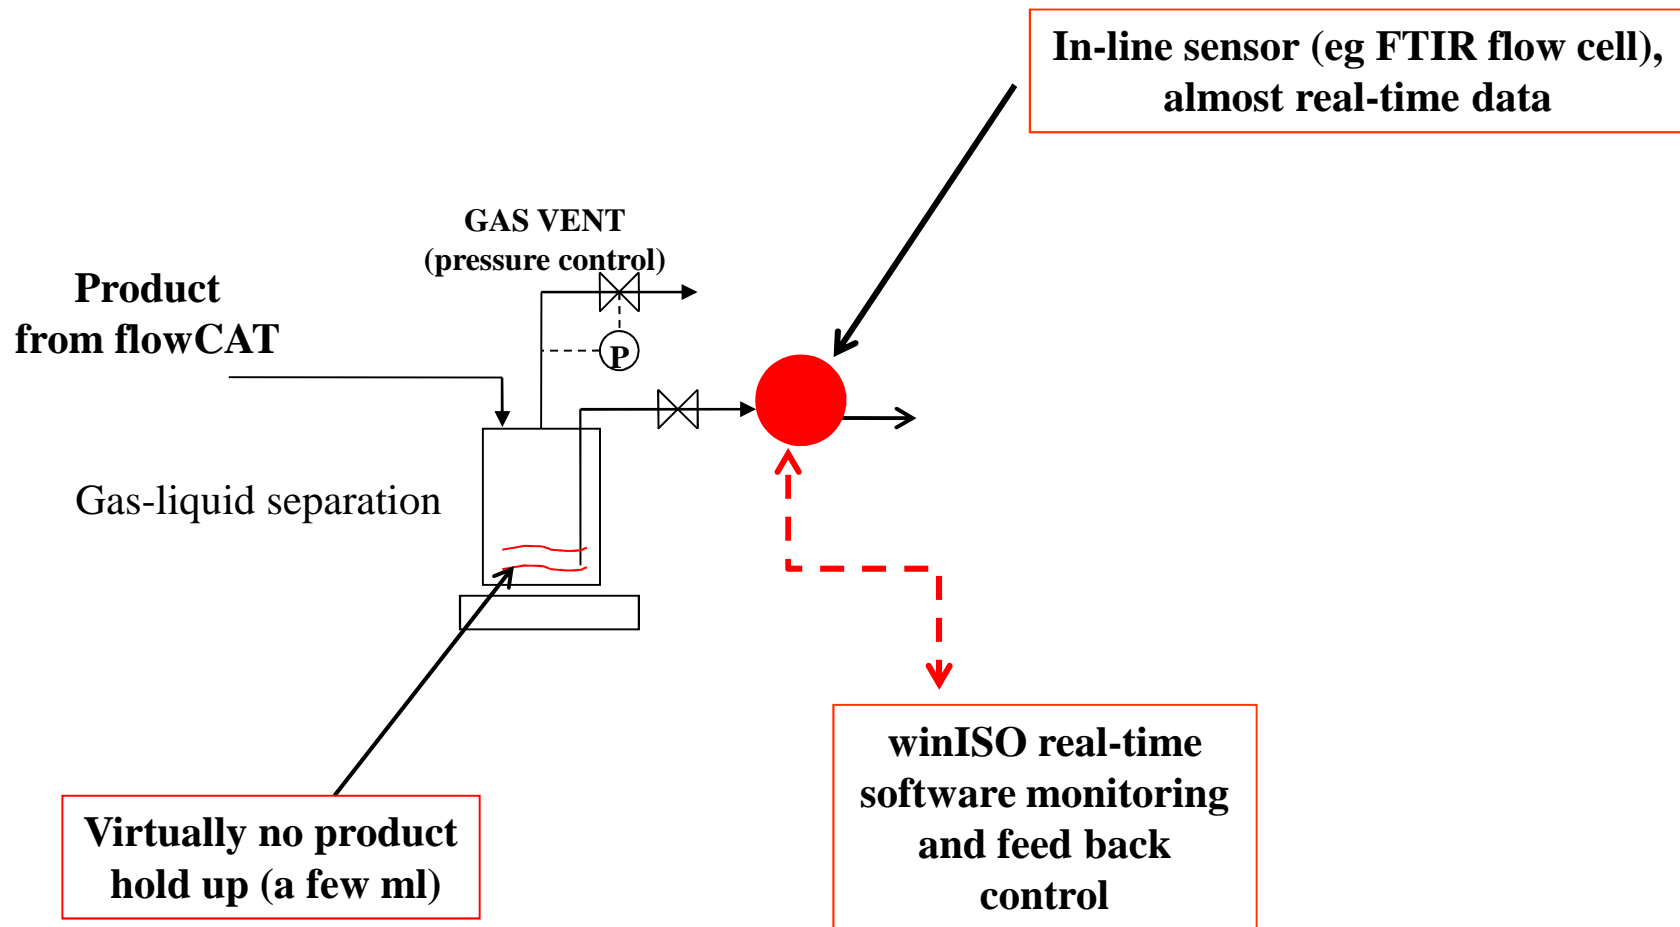 In-line sensor (eg FTIR flow cell),
almost real-time data
GAS VENT
(pressure control)
Product
from flowCAT
P
Gas-liquid separation
winISO real-time
software monitoring
and feed back
control
Virtually no product
hold up (a few ml)